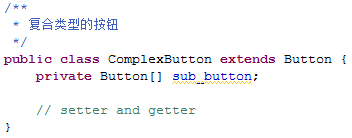 /**
 * 复合类型的按钮
 */
public class ComplexButton extends Button {
    private Button[] sub_button;
    // setter and getter
}